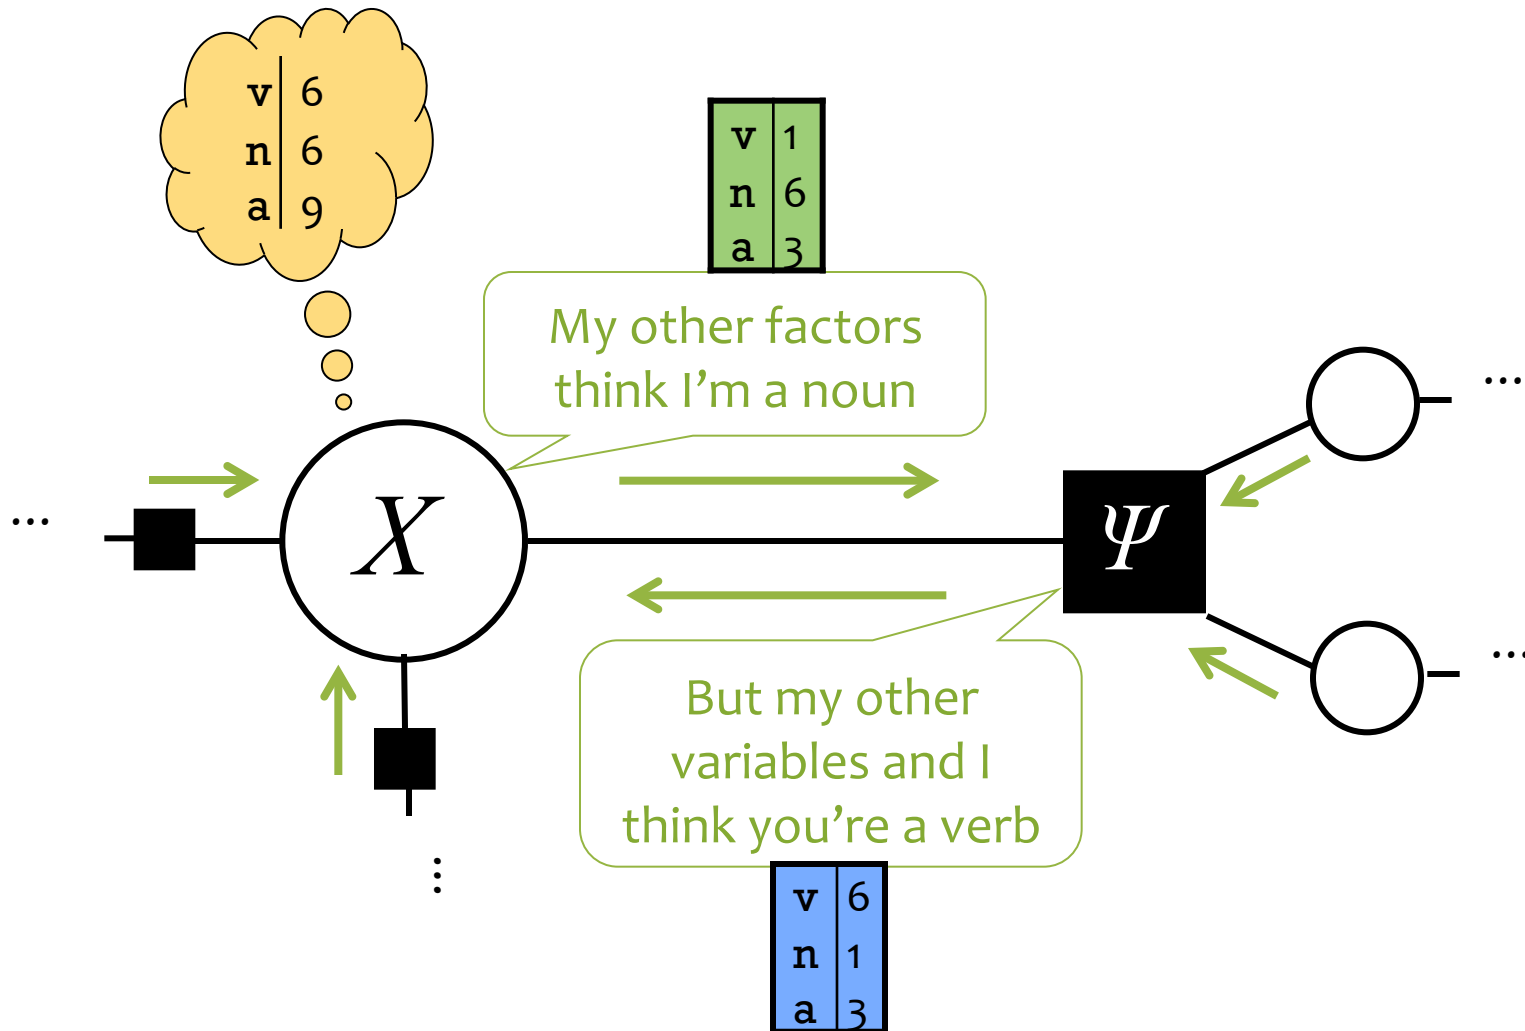 v 6
n 6
a 9
v 1
n 6
a 3
My other factors
think I’m a noun
...
...
X
Ψ
...
But my other
variables and I
think you’re a verb
...
v 6
n 1
a 3